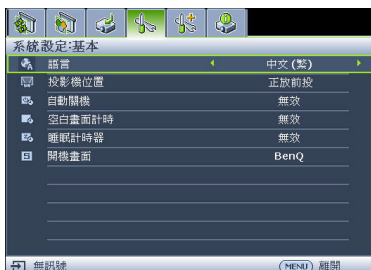 系統設定:基本
語言 中文(繁)
投影機位置 正放前投
自動關機 無效
空白畫面計時 無效
睡眠計時器 無效
開機畫面 BenQ
無訊號 MENU 離開